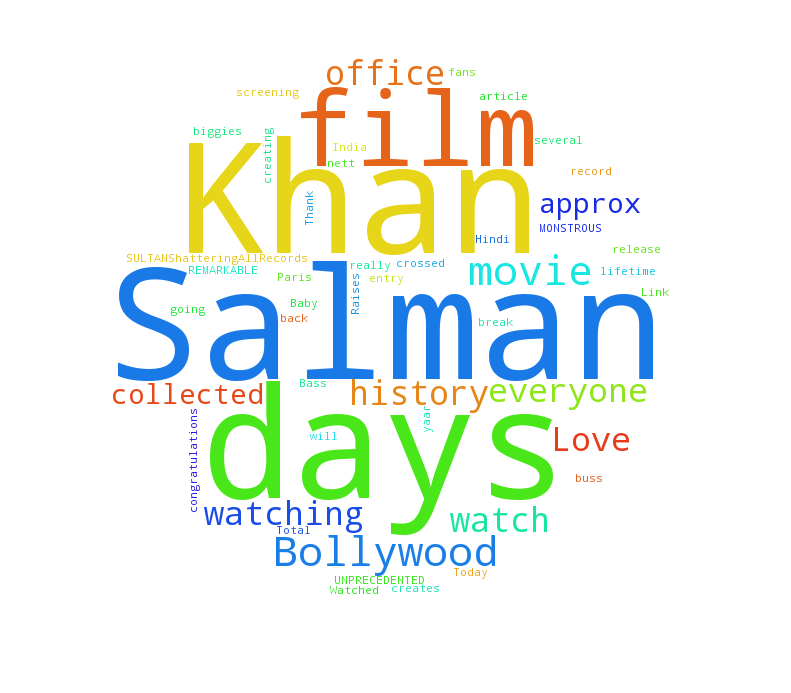 office
fans
screening
film
article
biggies
creating
India
several
nett
Khan
record
Thank
approx
MONSTROUS
Hindi
release
SULTANShatteringAllRecords
really
crossed
REMARKABLE
movie
lifetime
Paris
entry
Raises
Link
Salman
Baby
going
back
break
Bass
collected
history
everyone
days
yaar
congratulations
will
Love
buss
watching
watch
Total
Bollywood
Today
UNPRECEDENTED
Watched
creates